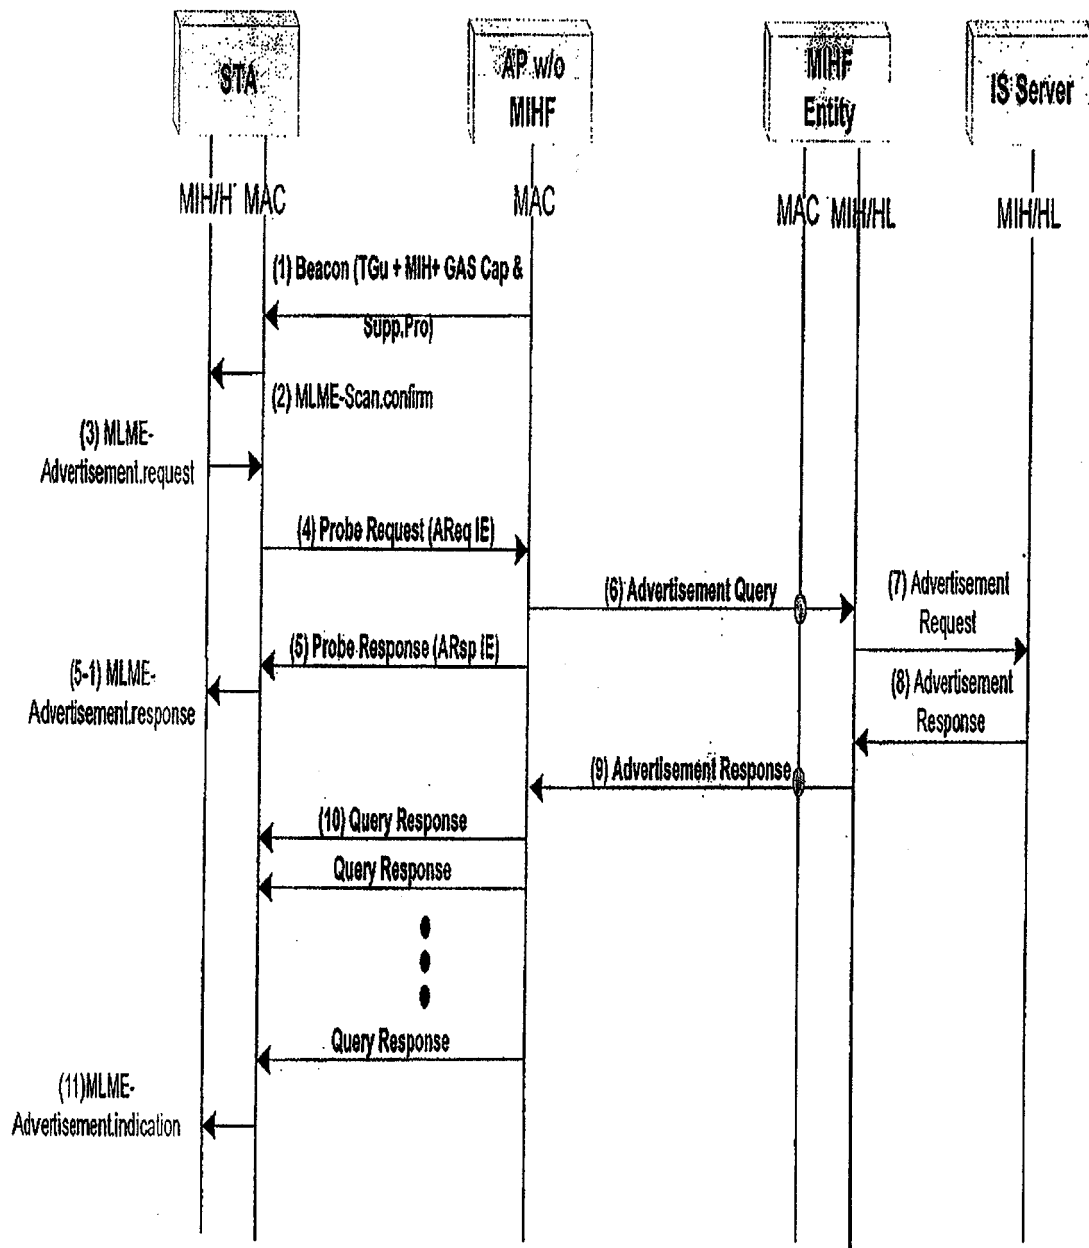 STA
AP w/o
MIHF
MIHF
Entity
IS Server
MIH/H MAC
MAC
MAC MIH/HL
MIH/HL
(1) Beacon (TGu + MIH+ GAS Cap &
Supp.Pro)
(2) MLME-Scan.confirm
(3) MLME-
Advertisement.request
(4) Probe Request (AReq IE)
(6) Advertisement Query
(7) Advertisement
Request
(5) Probe Response (ARsp IE)
(5-1) MLME-
Advertisement.response
(8) Advertisement
Response
(9) Advertisement Response
(10) Query Response
Query Response
Query Response
(11)MLME-
Advertisement.indication